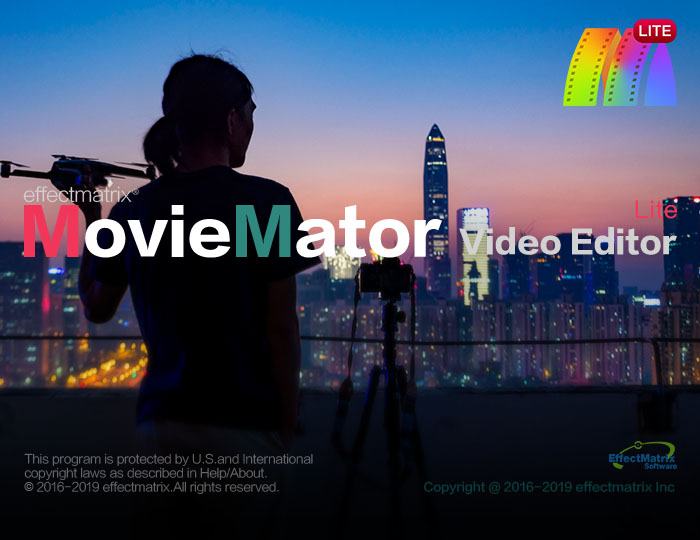 LITE
effectmatrix®
Lite
MovieMator Video Editor
This program is protected by U.S.and International
copyright laws as described in Help/About.
© 2016-2019 effectmatrix.All rights reserved.
EffectMatrix
Software
Copyright @ 2016-2019 effectmatrix Inc